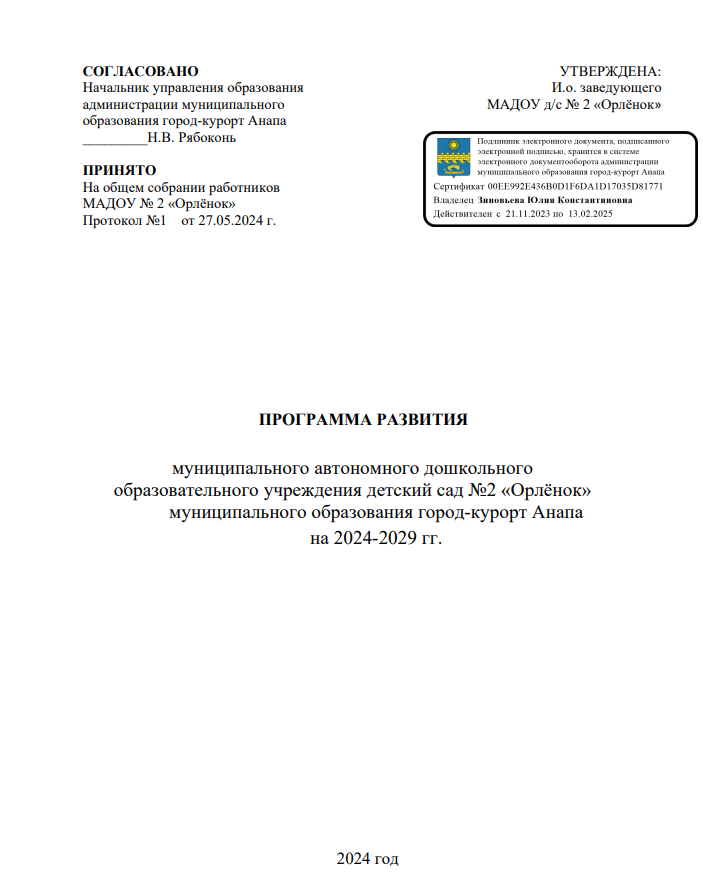 СОГЛАСОВАНО
Начальник управления образования
администрации муниципального
образования город-курорт Анапа
_________Н.В. Рябоконь
ПРИНЯТО
На общем собрании работников
МАДОУ № 2 «Орлёнок»
Протокол №1 от 27.05.2024 г.
УТВЕРЖДЕНА:
И.о. заведующего
МАДОУ д/с № 2 «Орлёнок»
Подлинник электронного документа, подписанного
электронной подписью, хранится в системе
электронного документооборота администрации
муниципального образования город-курорт Анапа
Сертификат 00EE992E436B0D1F6DA1D17035D81771
Владелец Зиновьева Юлия Константиновна
Действителен с 21.11.2023 по 13.02.2025
ПРОГРАММА РАЗВИТИЯ
муниципального автономного дошкольного
образовательного учреждения детский сад №2 «Орлёнок»
муниципального образования город-курорт Анапа
на 2024-2029 гг.
2024 год